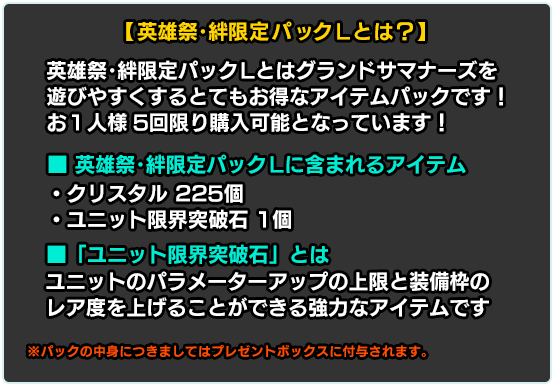 【英雄祭・絆限定パックLとは？】
英雄祭・絆限定パックLとはグランドサマナーズを
遊びやすくするとてもお得なアイテムパックです！
お１人様５回限り購入可能となっています！
■ 英雄祭・絆限定パックLに含まれるアイテム
・クリスタル 225個
・ユニット限界突破石 1個
■「ユニット限界突破石」とは
ユニットのパラメーターアップの上限と装備枠の
レア度を上げることができる強力なアイテムです
※パックの中身につきましてはプレゼントボックスに付与されます。